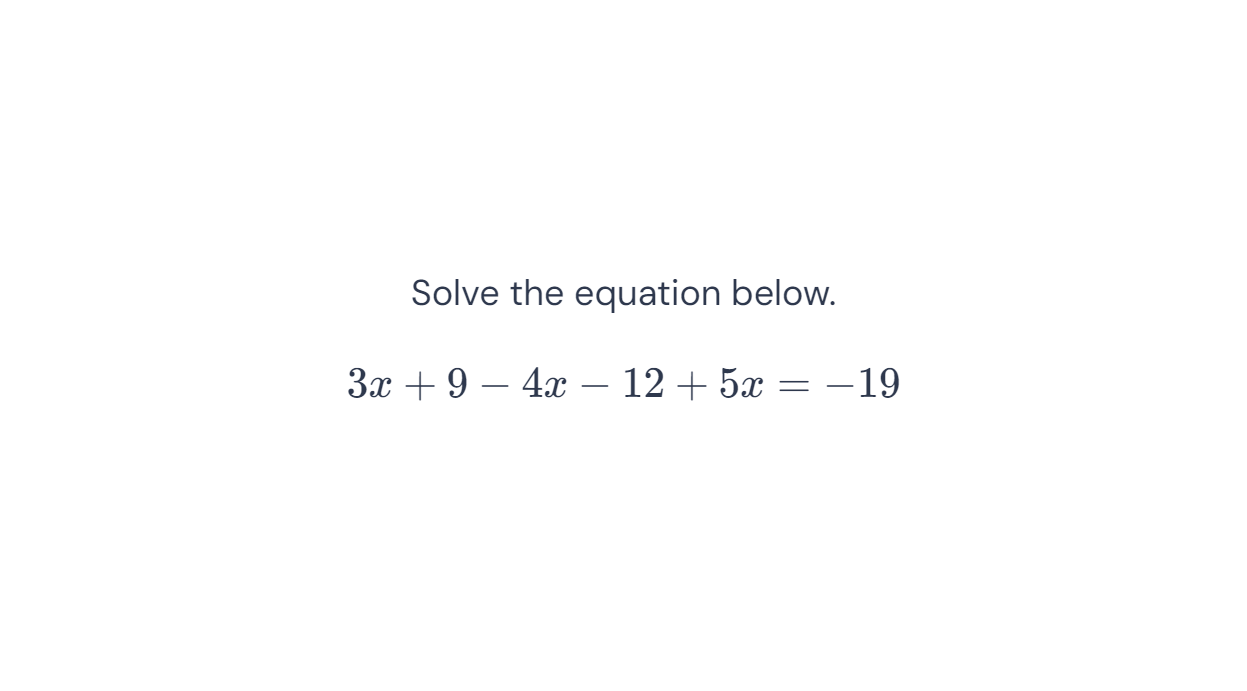 Solve the equation below.
3x + 9 − 4x − 12 + 5x = −19